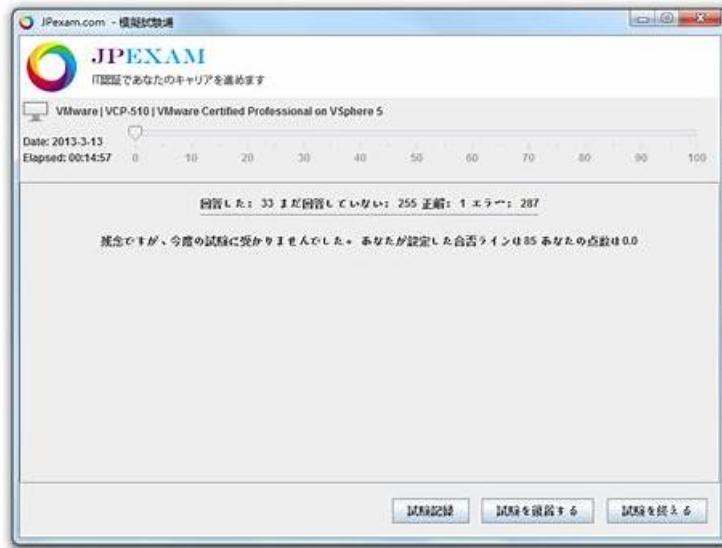 JPexam.com - 模擬試験場
JPEXAM
IT認証であなたのキャリアを進めます
VMware | VCP-510 | VMware Certified Professional on VSphere 5
Date: 2013-3-13
Elapsed: 00:14:57
0 10 20 30 40 50 60 70 80 90 100
回答した: 33 まだ回答していない: 255 正解: 1 エラー: 287
残念ですが、今度の試験に受かりませんでした。 あなたが設定した合否ラインは85 あなたの点数は0.0
試験記録 試験を復習する 試験を終える